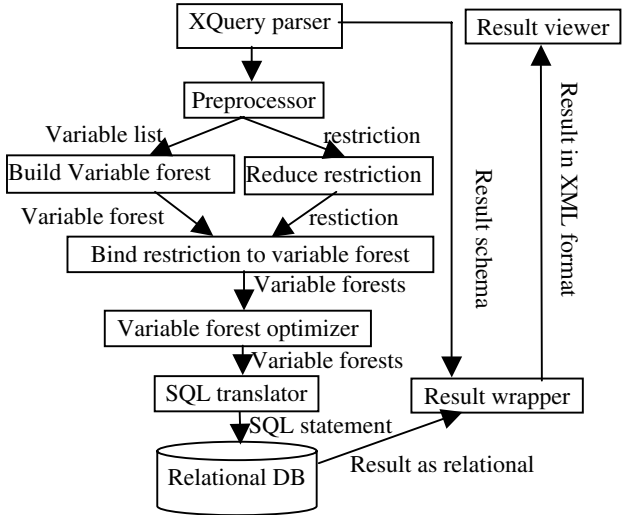 XQuery parser
Result viewer
Preprocessor
Variable list
restriction
Build Variable forest
Reduce restriction
Variable forest
restiction
Bind restriction to variable forest
Variable forests
Variable forest optimizer
Variable forests
SQL translator
SQL statement
Relational DB
Result as relational
Result wrapper
Result schema
Result in XML format